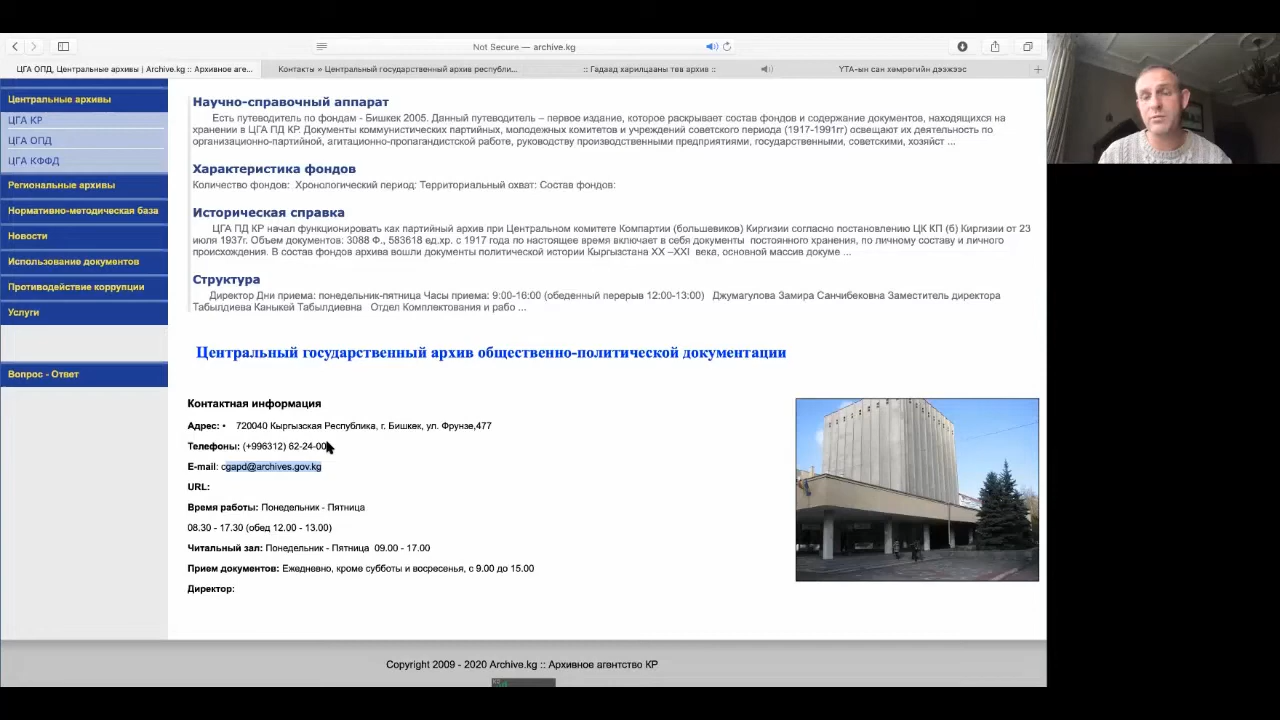 Not Secure — archive.kg
ЦГА ОПД, Центральные архивы | Archive.kg :: Архивное аге...
Контакты » Центральный государственный архив республи...
:: Гадаад харилцааны төв архив ::
ҮТА-ын сан хөмрөгийн дээжээс
Центральные архивы
ЦГА КР
ЦГА ОПД
ЦГА КФФД
Региональные архивы
Нормативно-методическая база
Новости
Использование документов
Противодействие коррупции
Услуги
Вопрос - Ответ
Научно-справочный аппарат
Есть путеводитель по фондам - Бишкек 2005. Данный путеводитель – первое издание, которое раскрывает состав фондов и содержание документов, находящихся на
хранении в ЦГА ПД КР. Документы коммунистических партийных, молодежных комитетов и учреждений советского периода (1917-1991гг) освещают их деятельность по
организационно-партийной, агитационно-пропагандистской работе, руководству производственными предприятиями, государственными, советскими, хозяйст ...
Характеристика фондов
Количество фондов: Хронологический период: Территориальный охват: Состав фондов:
Историческая справка
ЦГА ПД КР начал функционировать как партийный архив при Центральном комитете Компартии (большевиков) Киргизии согласно постановлению ЦК КП (б) Киргизии от 23
июля 1937г. Объем документов: 3088 Ф., 583618 ед.хр. с 1917 года по настоящее время включает в себя документы постоянного хранения, по личному составу и личного
происхождения. В состав фондов архива вошли документы политической истории Кыргызстана XX –XXI века, основной массив докуме ...
Структура
Директор Дни приема: понедельник-пятница Часы приема: 9:00-16:00 (обеденный перерыв 12:00-13:00) Джумагулова Замира Санчибековна Заместитель директора
Табылдиева Каныкей Табылдиевна Отдел Комплектования и рабо ...
Центральный государственный архив общественно-политической документации
Контактная информация
Адрес: • 720040 Кыргызская Республика, г. Бишкек, ул. Фрунзе,477
Телефоны: (+996312) 62-24-00
E-mail: cgapd@archives.gov.kg
URL:
Время работы: Понедельник - Пятница
08.30 - 17.30 (обед 12.00 - 13.00)
Читальный зал: Понедельник - Пятница 09.00 - 17.00
Прием документов: Ежедневно, кроме субботы и воскресенья, с 9.00 до 15.00
Директор:
Copyright 2009 - 2020 Archive.kg :: Архивное агентство КР